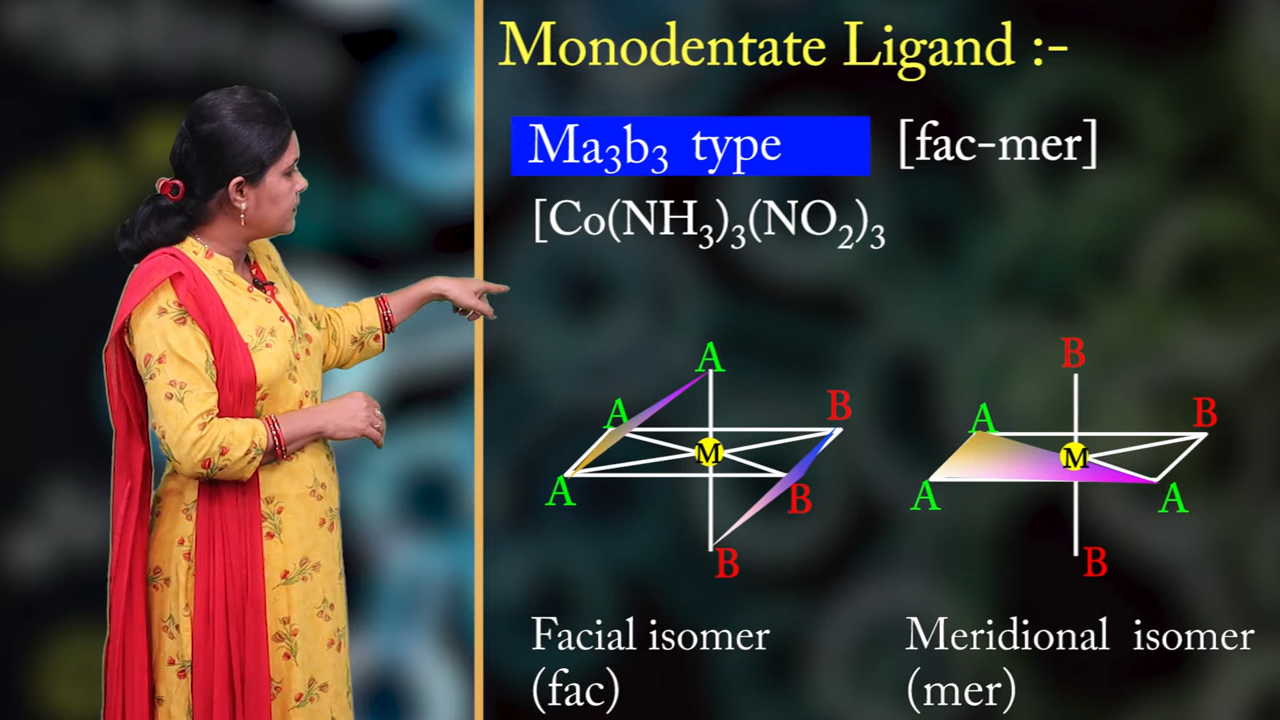 Monodentate Ligand :-
Ma₃b₃ type [fac-mer]
[Co(NH₃)₃(NO₂)₃
A
A
B
M
A
B
B
B
A
B
M
A
A
B
Facial isomer
(fac)
Meridional isomer
(mer)